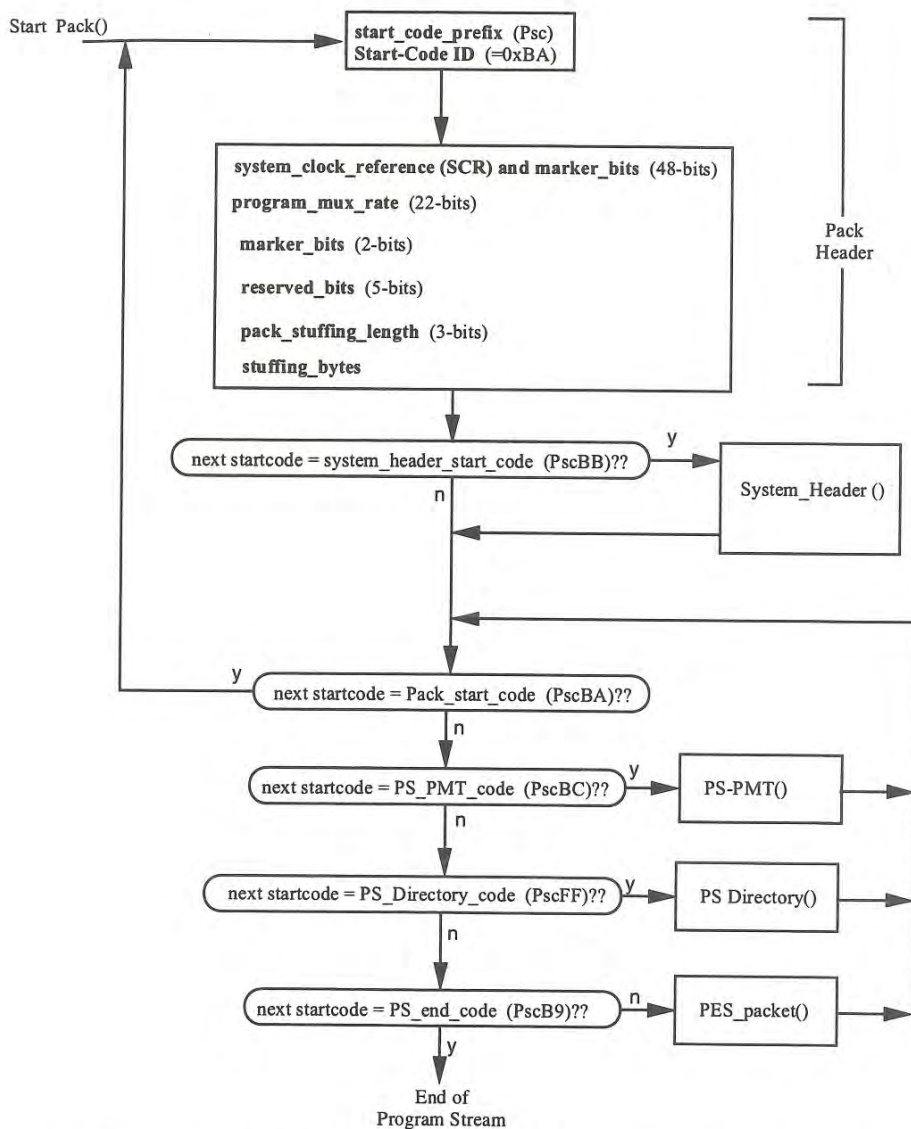 Start Pack()
start_code_prefix (Psc)
Start-Code ID (=0xBA)
system_clock_reference (SCR) and marker_bits (48-bits)
program_mux_rate (22-bits)
marker_bits (2-bits)
reserved_bits (5-bits)
pack_stuffing_length (3-bits)
stuffing_bytes
Pack
Header
next startcode = system_header_start_code (PscBB)??
y
n
System_Header ()
y
next startcode = Pack_start_code (PscBA)??
n
next startcode = PS_PMT_code (PscBC)??
y
PS-PMT()
n
next startcode = PS_Directory_code (PscFF)??
y
PS Directory()
n
next startcode = PS_end_code (PscB9)??
n
PES_packet()
y
End of
Program Stream